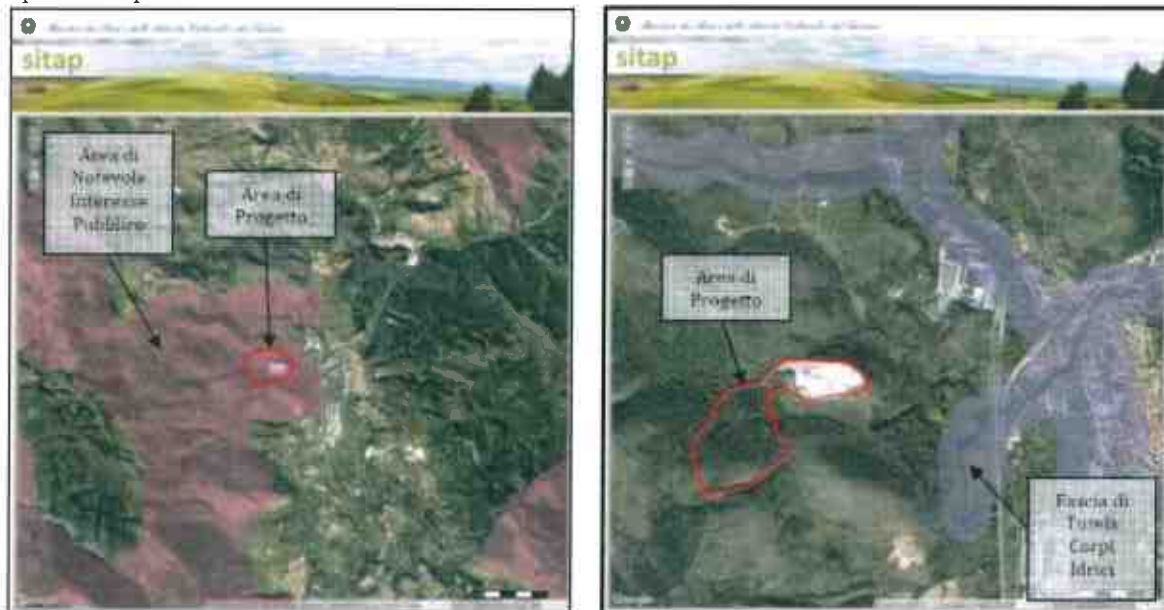 sitap
Area di
Notevole
Interesse
Pubblico
Area di
Progetto
sitap
Area di
Progetto
Fascia di
Tutela
Corpi
Idrici